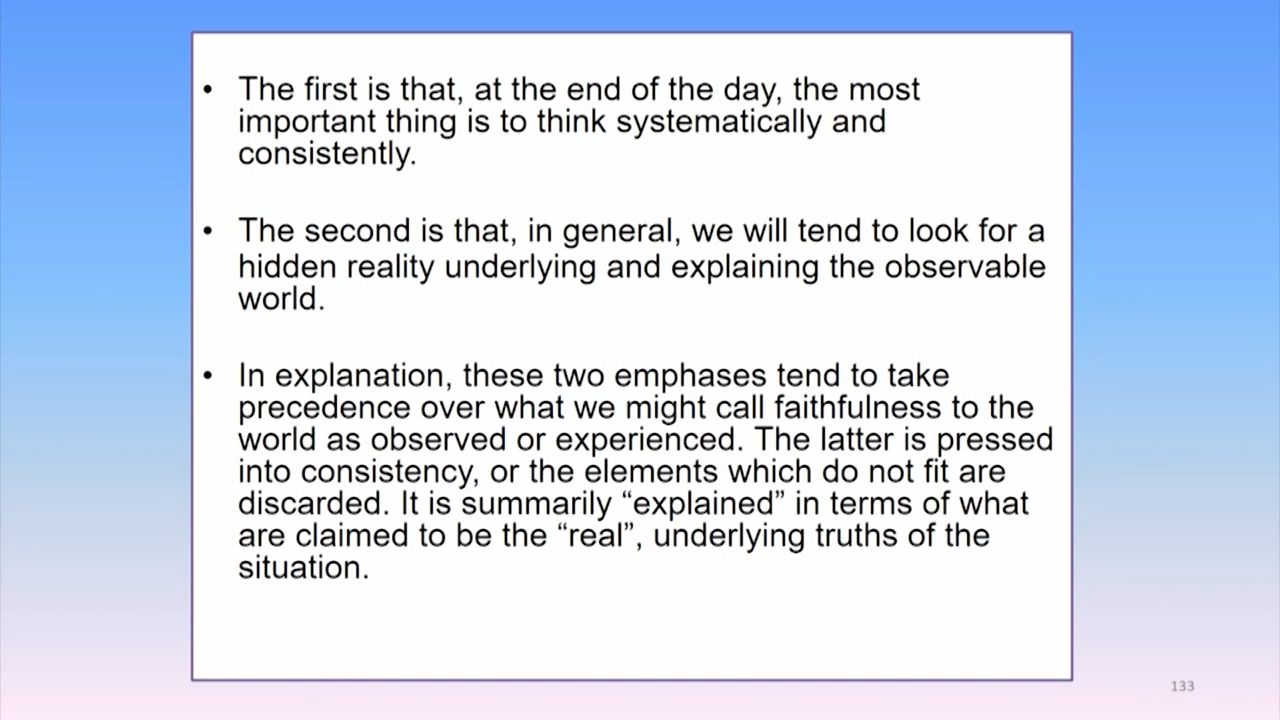 • The first is that, at the end of the day, the most
important thing is to think systematically and
consistently.
• The second is that, in general, we will tend to look for a
hidden reality underlying and explaining the observable
world.
• In explanation, these two emphases tend to take
precedence over what we might call faithfulness to the
world as observed or experienced. The latter is pressed
into consistency, or the elements which do not fit are
discarded. It is summarily “explained” in terms of what
are claimed to be the “real”, underlying truths of the
situation.
133